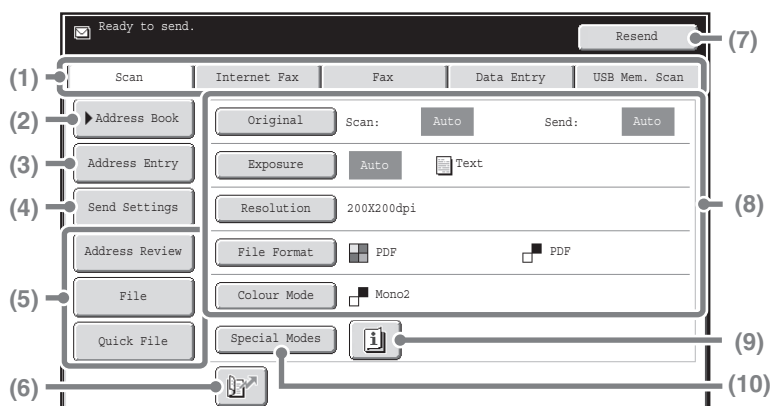 Ready to send.
Resend
(7)
(1)
Scan
Internet Fax
Fax
Data Entry
USB Mem. Scan
(2)
Address Book
Original
Scan:
Auto
Send:
Auto
(3)
Address Entry
Exposure
Auto
Text
(4)
Send Settings
Resolution
200X200dpi
(8)
Address Review
File Format
PDF
PDF
(5)
File
Colour Mode
Mono2
Quick File
Special Modes
(9)
(6)
(10)